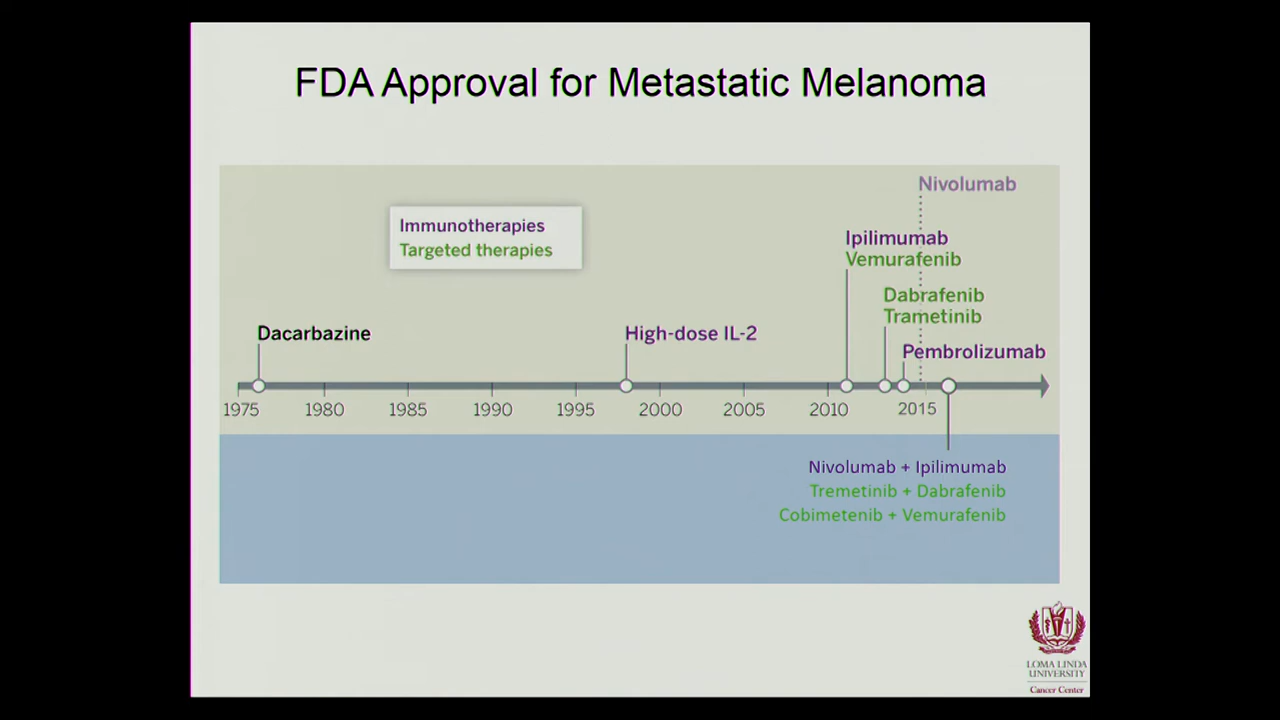 FDA Approval for Metastatic Melanoma
Nivolumab
Immunotherapies
Targeted therapies
Ipilimumab
Vemurafenib
Dabrafenib
Trametinib
Dacarbazine
High-dose IL-2
Pembrolizumab
1975 1980 1985 1990 1995 2000 2005 2010 2015
Nivolumab + Ipilimumab
Tremetinib + Dabrafenib
Cobimetenib + Vemurafenib
LOMA LINDA
UNIVERSITY
Cancer Center